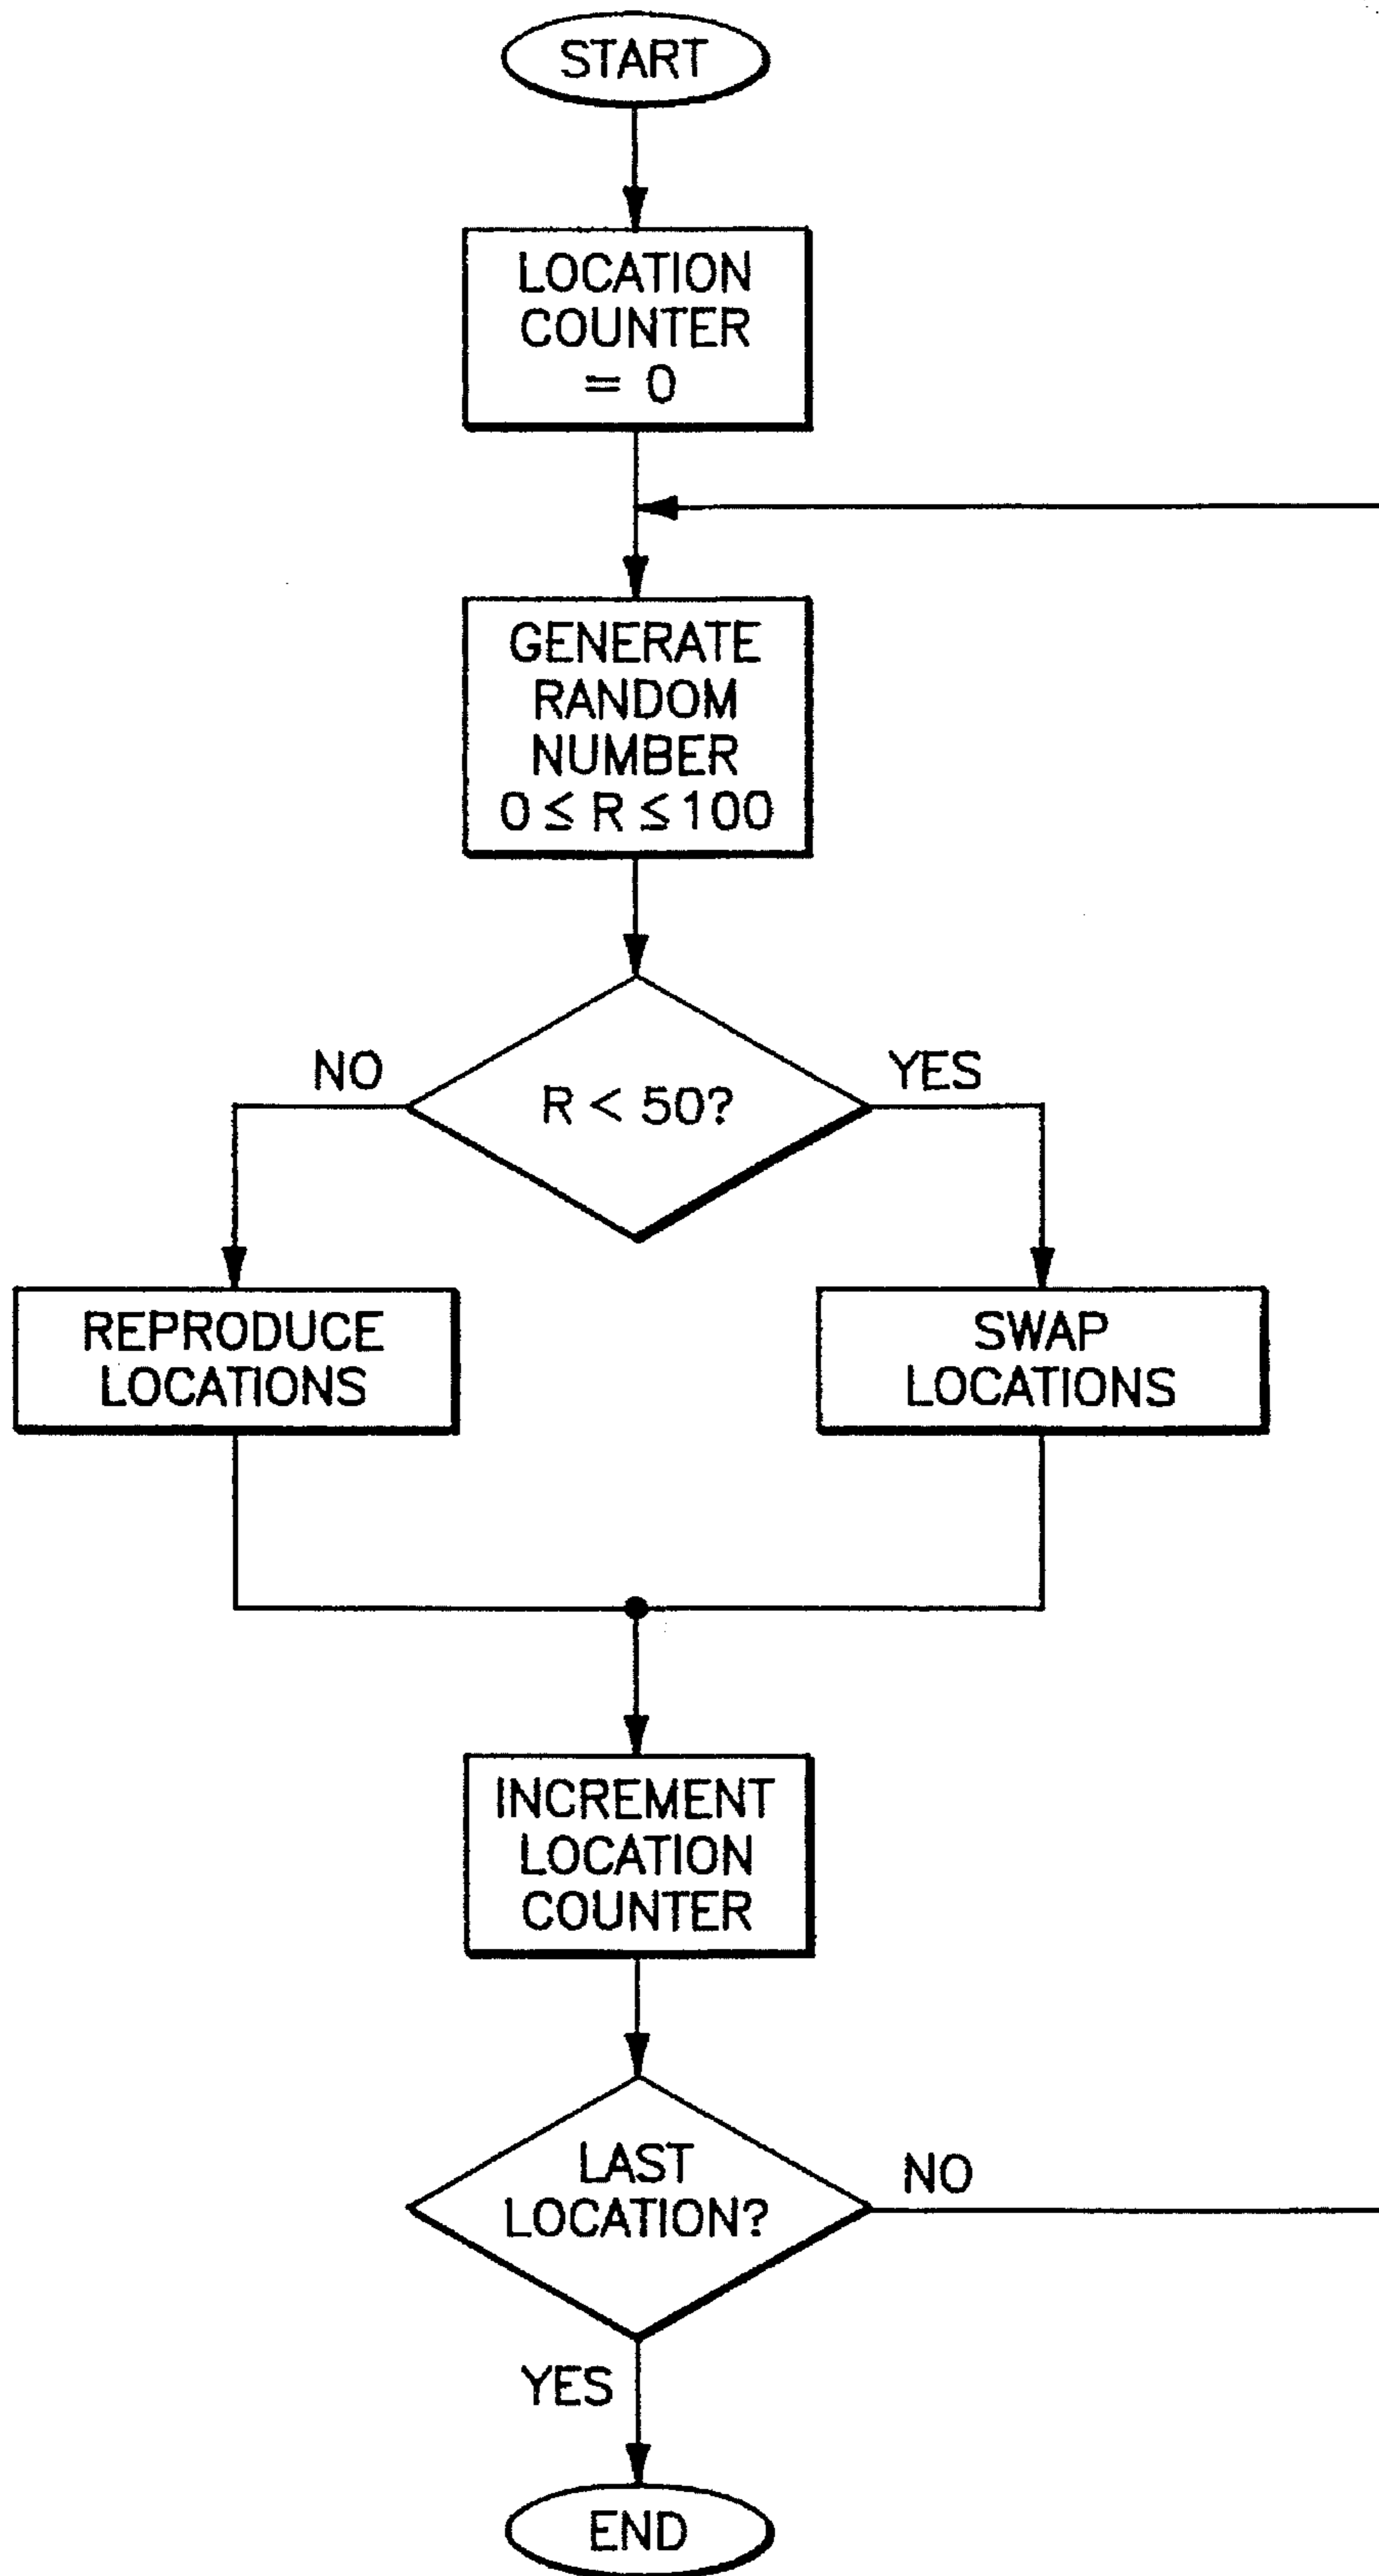 START
LOCATION
COUNTER
= 0
GENERATE
RANDOM
NUMBER
0 ≤ R ≤ 100
NO
R < 50?
YES
REPRODUCE
LOCATIONS
SWAP
LOCATIONS
INCREMENT
LOCATION
COUNTER
LAST
LOCATION?
NO
YES
END